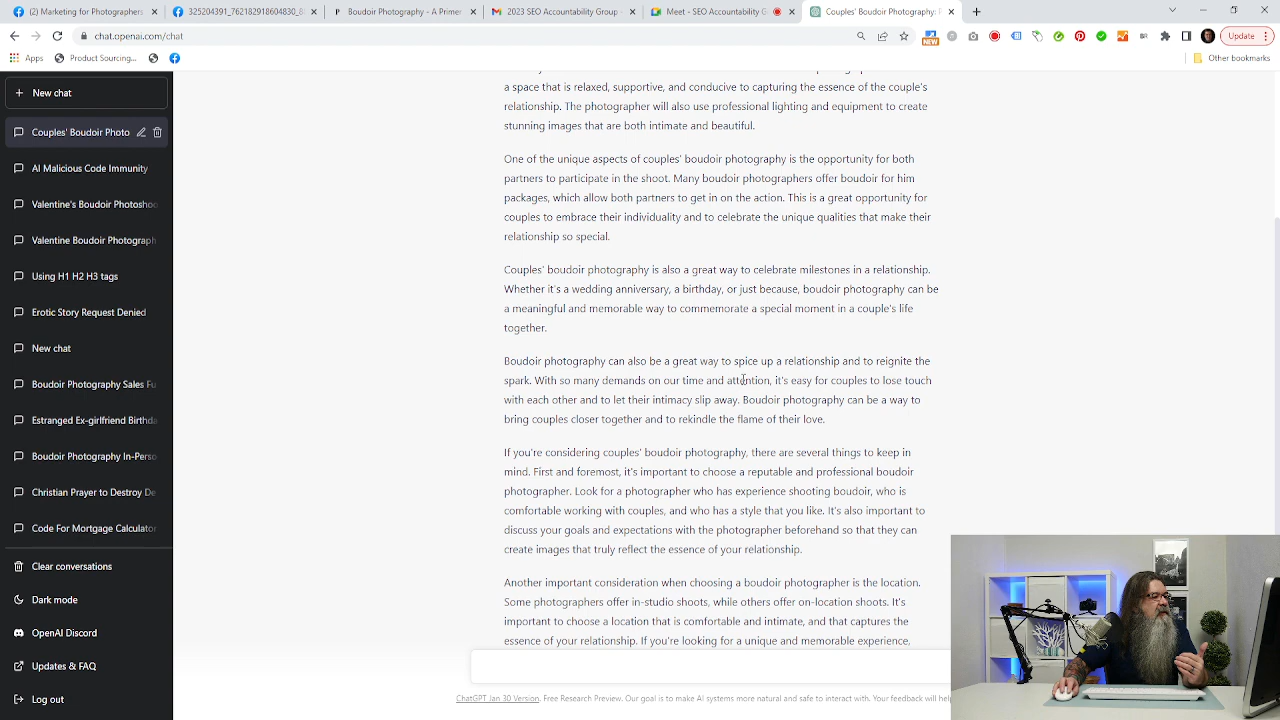 (2) Marketing for Photographers
325204391_762182918604830_8
Boudoir Photography - A Primer
2023 SEO Accountability Group -
Meet - SEO Accountability G
Couples' Boudoir Photography:
chat.openai.com/chat
NEW
Update
Apps
Product Sourcing...
Other bookmarks
New chat
Couples' Boudoir Photo
AI Malicious Code Immunity
Valentine's Boudoir Photoshoo
Valentine Boudoir Photograph
Using H1 H2 H3 tags
Erotic Story Request Denied
New chat
Boudoir Photography Sales Fu
Estranged Ex-girlfriend Birthda
Boudoir Photography In-Perso
Christian Prayer to Destroy De
Code For Mortgage Calculator
Clear conversations
Dark mode
OpenAI Discord
Updates & FAQ
Log out
a space that is relaxed, supportive, and conducive to capturing the essence of the couple's
relationship. The photographer will also use professional lighting and equipment to create
stunning images that are both intimate and beautiful.
One of the unique aspects of couples' boudoir photography is the opportunity for both
partners to participate in the shoot. Many boudoir photographers offer boudoir for him
packages, which allow both partners to get in on the action. This is a great opportunity for
couples to embrace their individuality and to celebrate the unique qualities that make their
relationship so special.
Couples' boudoir photography is also a great way to celebrate milestones in a relationship.
Whether it's a wedding anniversary, a birthday, or just because, boudoir photography can be
a meaningful and memorable way to commemorate a special moment in a couple's life
together.
Boudoir photography can also be a great way to spice up a relationship and to reignite the
spark. With so many demands on our time and attention, it's easy for couples to lose touch
with each other and to let their intimacy slip away. Boudoir photography can be a way to
bring couples closer together and to rekindle the flame of their love.
If you're considering couples' boudoir photography, there are several things to keep in
mind. First and foremost, it's important to choose a reputable and professional boudoir
photographer. Look for a photographer who has experience shooting boudoir, who is
comfortable working with couples, and who has a style that you like. It's also important to
discuss your goals and expectations with the photographer beforehand so that they can
create images that truly reflect the essence of your relationship.
Another important consideration when choosing a boudoir photographer is the location.
Some photographers offer in-studio shoots, while others offer on-location shoots. It's
important to choose a location that is comfortable and intimate, and that captures the
essence of your relationship. If you're looking for a unique and memorable experience,
ChatGPT Jan 30 Version. Free Research Preview. Our goal is to make AI systems more natural and safe to interact with. Your feedback will help